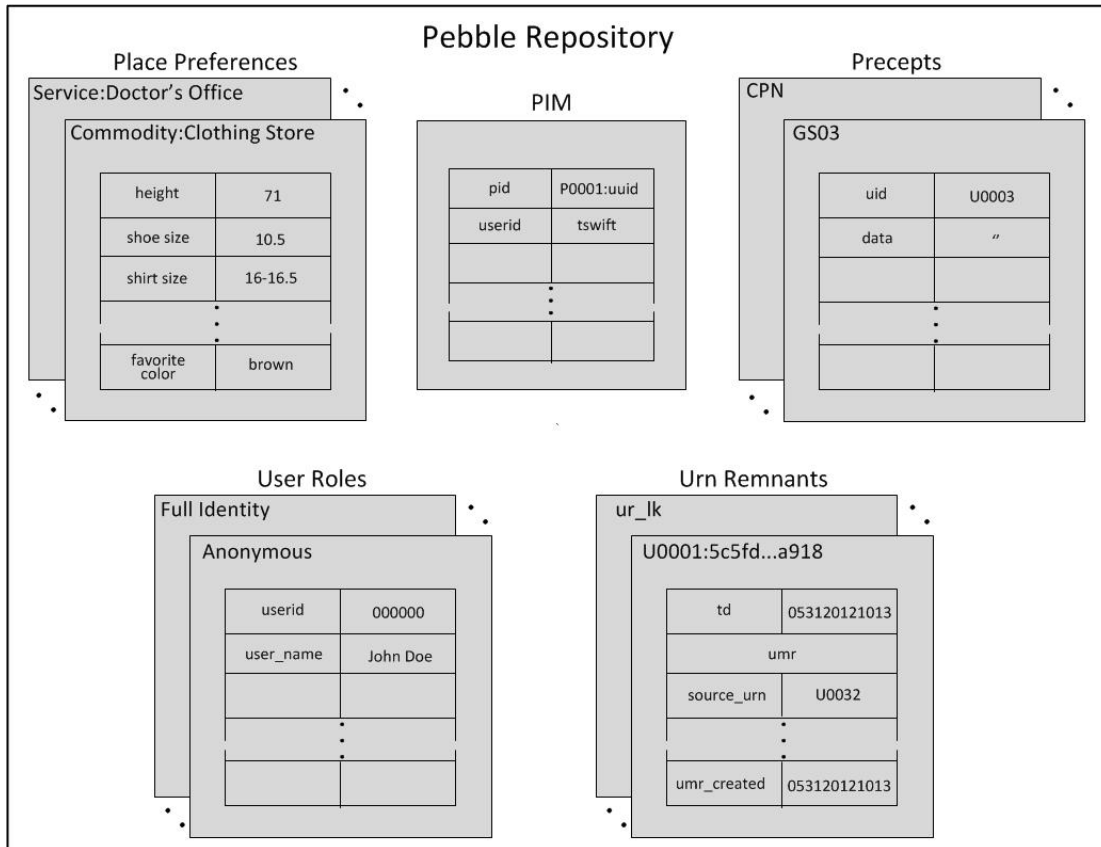 Pebble Repository
Place Preferences
Service:Doctor's Office
Commodity:Clothing Store
height 71
shoe size 10.5
shirt size 16-16.5
favorite
color
brown
PIM
pid P0001:uuid
userid tswift
Precepts
CPN
GS03
uid U0003
data “
User Roles
Full Identity
Anonymous
userid 000000
user_name John Doe
Urn Remnants
ur_lk
U0001:5c5fd...a918
td 053120121013
umr
source_urn U0032
umr_created 053120121013